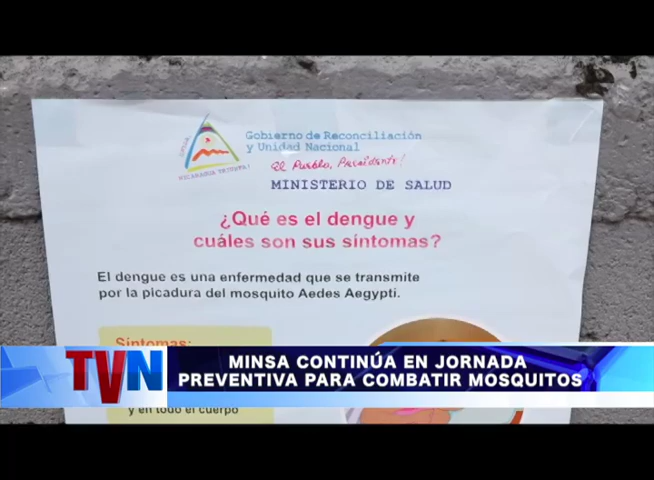 Gobierno de Reconciliación
y Unidad Nacional
El Pueblo, Presidente!
NICARAGUA TRIUNFA!
MINISTERIO DE SALUD
¿Qué es el dengue y
cuáles son sus síntomas?
El dengue es una enfermedad que se transmite
por la picadura del mosquito Aedes Aegypti.
Síntomas:
TVN
MINSA CONTINÚA EN JORNADA
PREVENTIVA PARA COMBATIR MOSQUITOS
y en todo el cuerpo